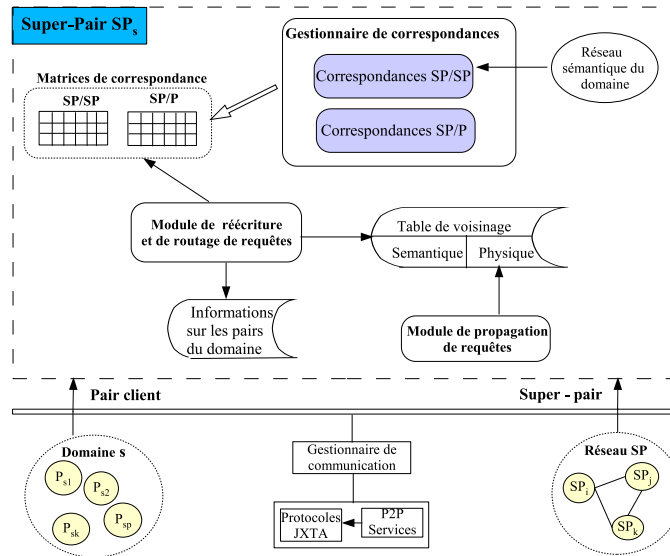 Super-Pair SPs
Gestionnaire de correspondances
Correspondances SP/SP
Correspondances SP/P
Réseau
sémantique du
domaine
Matrices de correspondance
SP/SP
SP/P
Module de réécriture
et de routage de requêtes
Table de voisinage
Semantique
Physique
Informations
sur les pairs
du domaine
Module de propagation
de requêtes
Pair client
Super - pair
Domaine s
Ps1
Ps2
Psk
Psp
Gestionnaire de
communication
Protocoles
JXTA
P2P
Services
Réseau SP
SPi
SPj
SPk